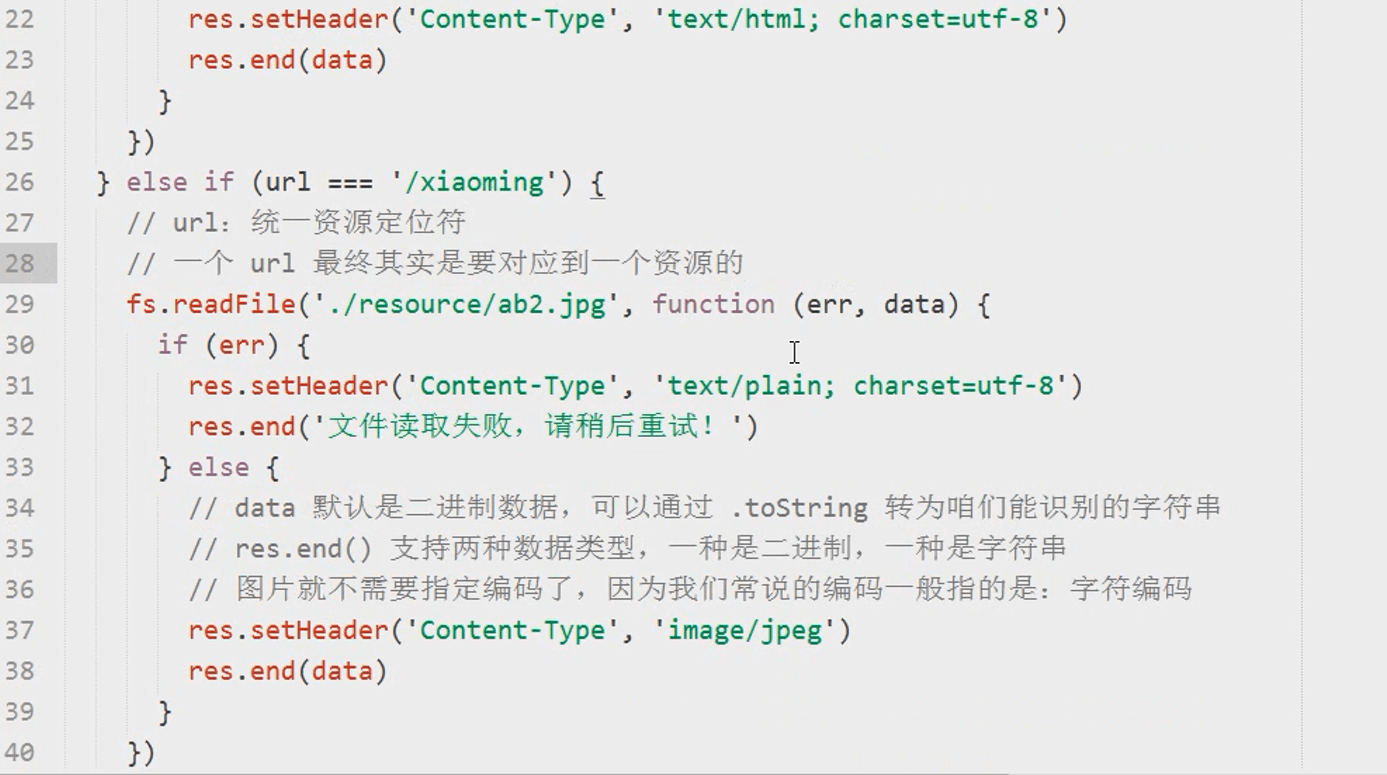 22 res.setHeader('Content-Type', 'text/html; charset=utf-8')
23 res.end(data)
24 }
25 })
26 } else if (url === '/xiaoming') {
27 // url：统一资源定位符
28 // 一个 url 最终其实是要对应到一个资源的
29 fs.readFile('./resource/ab2.jpg', function (err, data) {
30 if (err) {
31 res.setHeader('Content-Type', 'text/plain; charset=utf-8')
32 res.end('文件读取失败，请稍后重试！')
33 } else {
34 // data 默认是二进制数据，可以通过 .toString 转为咱们能识别的字符串
35 // res.end() 支持两种数据类型，一种是二进制，一种是字符串
36 // 图片就不需要指定编码了，因为我们常说的编码一般指的是：字符编码
37 res.setHeader('Content-Type', 'image/jpeg')
38 res.end(data)
39 }
40 })